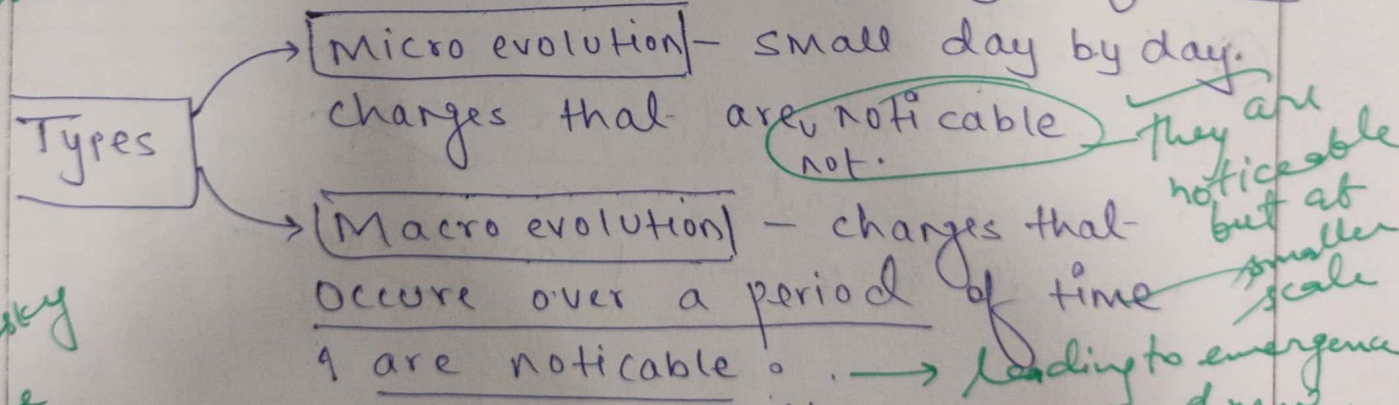 Micro evolution - small day by day.
Types
changes that are noticable
not.
they are
noticeable
but at
smaller
scale
Macro evolution - changes that
occure over a period of time
& are noticable. → leading to emergence